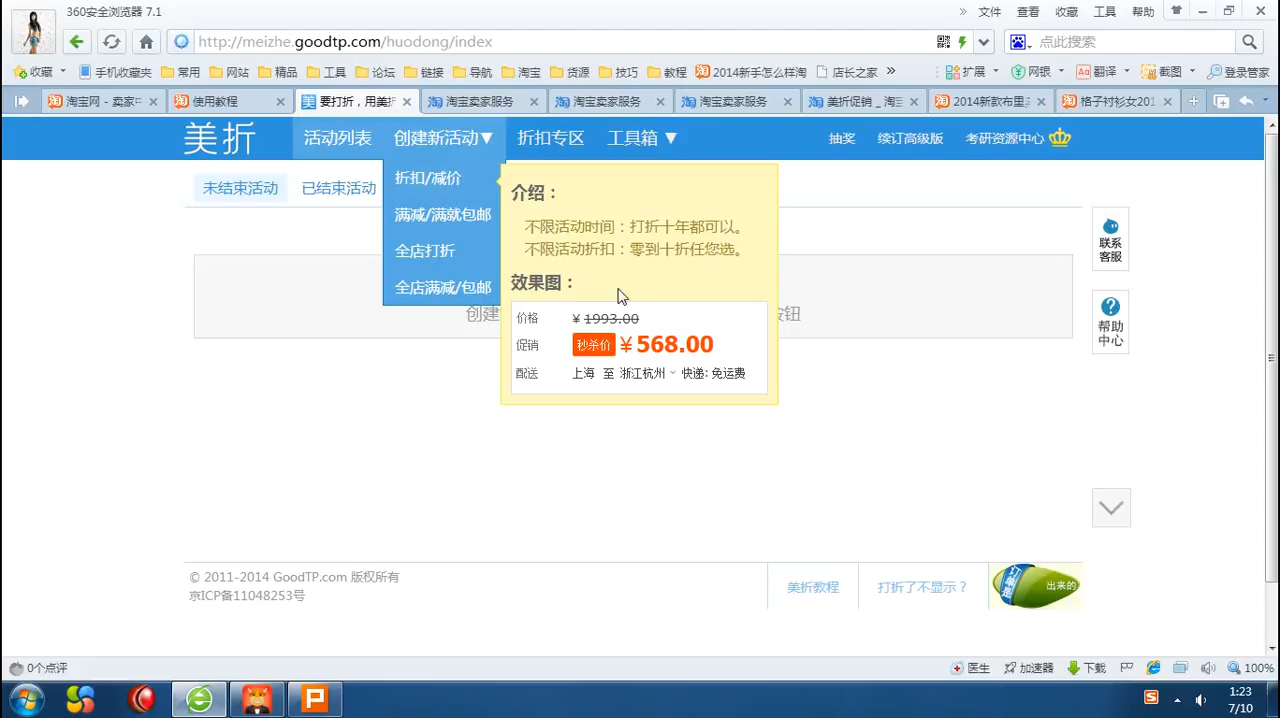 360安全浏览器 7.1
» 文件 查看 收藏 工具 帮助
http://meizhe.goodtp.com/huodong/index
点此搜索
收藏 手机收藏夹 常用 网站 精品 工具 论坛 链接 导航 淘宝 货源 技巧 教程 2014新手怎么样淘 店长之家 » 扩展 网银 翻译 截图 登录管家
淘宝网 - 卖家中 使用教程 要打折，用美折 淘宝卖家服务 淘宝卖家服务 淘宝卖家服务 美折促销 _ 淘宝 2014新款布里 格子衬衫女201
美折 活动列表 创建新活动▼ 折扣专区 工具箱 ▼ 抽奖 续订高级版 考研资源中心
未结束活动 已结束活动
折扣/减价
满减/满就包邮
全店打折
全店满减/包邮
介绍：
不限活动时间：打折十年都可以。
不限活动折扣：零到十折任您选。
效果图：
价格 ¥ 1993.00
促销 秒杀价 ¥568.00
配送 上海 至 浙江杭州 快递: 免运费
创建 按钮
联系
客服
帮助
中心
© 2011-2014 GoodTP.com 版权所有
京ICP备11048253号
美折教程 打折了不显示？ 订单是 出来的
0个点评 医生 加速器 下载 100%
1:23
7/10